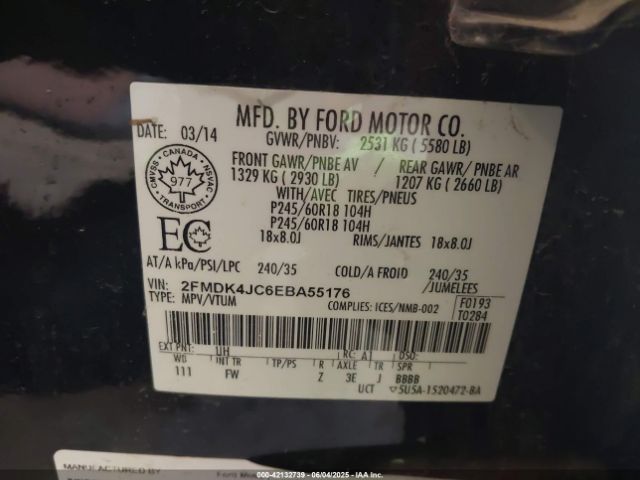 MFD. BY FORD MOTOR CO.
DATE: 03/14
GVWR/PNBV: 2531 KG ( 5580 LB)
FRONT GAWR/PNBE AV / REAR GAWR/ PNBE AR
1329 KG ( 2930 LB) 1207 KG ( 2660 LB)
WITH/AVEC TIRES/PNEUS
P245/60R18 104H
P245/60R18 104H
18x8.0J RIMS/JANTES 18x8.0J
CANADA
CMVSS NSVAC
977
TRANSPORT
EC
AT/A kPa/PSI/LPC 240/35 COLD/A FROID 240/35
/JUMELEES
VIN: 2FMDK4JC6EBA55176
TYPE: MPV/VTUM COMPLIES: ICES/NMB-002
F0193
T0284
EXT PNT: UH RC: A1 DSO:
WB INT TR TP/PS R AXLE TR SPR
111 FW Z 3E J BBBB
UCT 5U5A-1520472-BA
MANUFACTURED BY
000-42132739 - 06/04/2025 - IAAI.COM